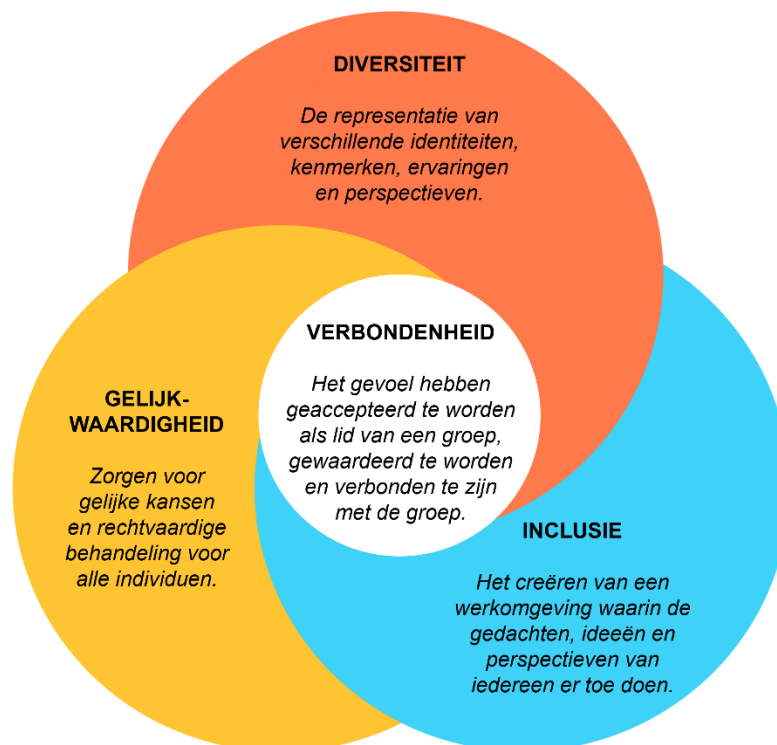 DIVERSITEIT
De representatie van
verschillende identiteiten,
kenmerken, ervaringen
en perspectieven.
VERBONDENHEID
Het gevoel hebben
geaccepteerd te worden
als lid van een groep,
gewaardeerd te worden
en verbonden te zijn
met de groep.
GELIJK-
WAARDIGHEID
Zorgen voor
gelijke kansen
en rechtvaardige
behandeling voor
alle individuen.
INCLUSIE
Het creëren van een
werkomgeving waarin de
gedachten, ideeën en
perspectieven van
iedereen er toe doen.